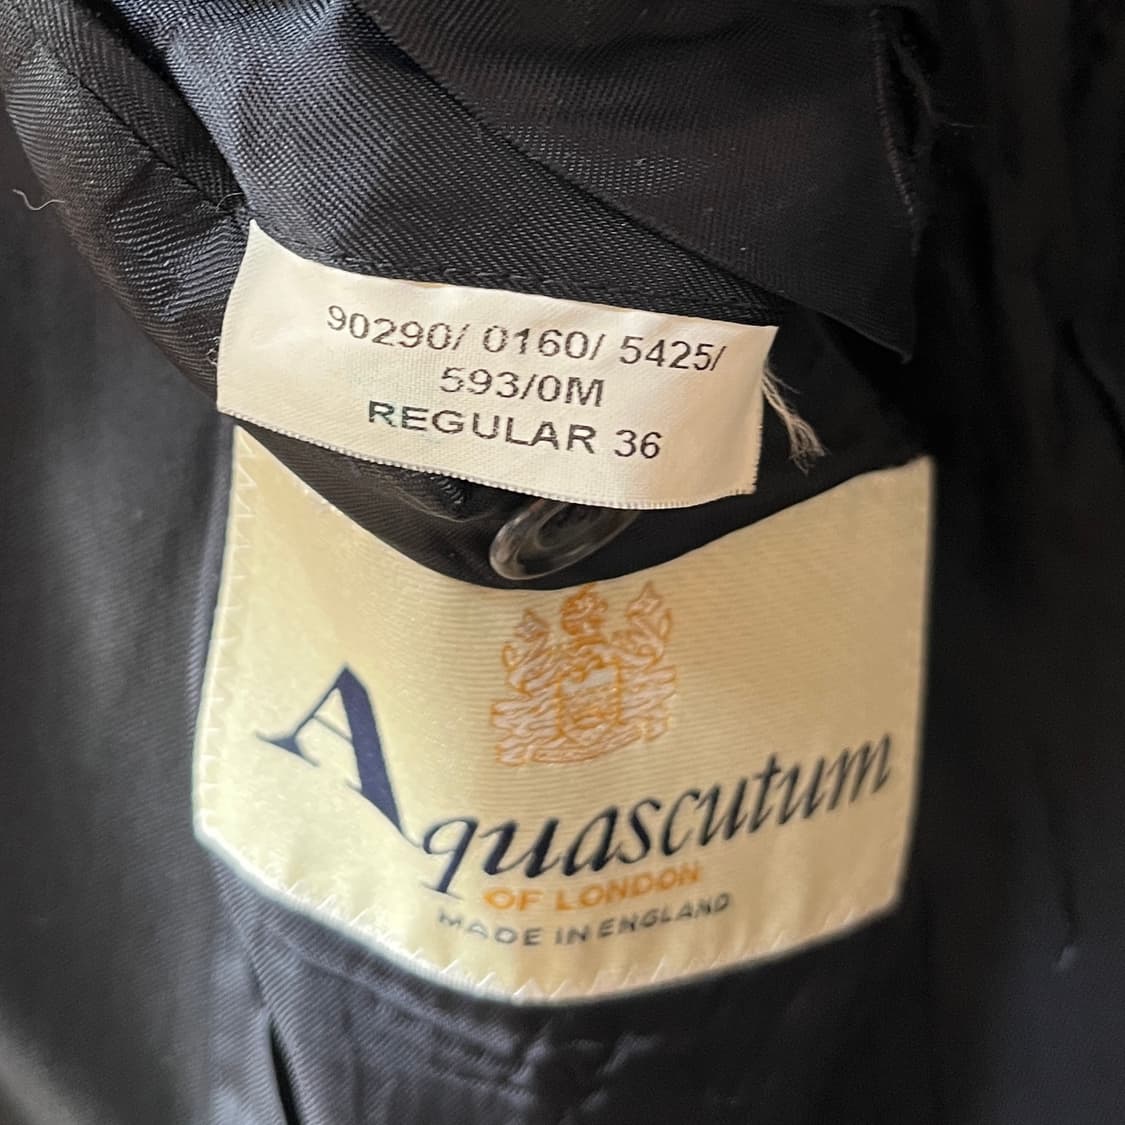 90290/ 0160/ 5425/
593/0M
REGULAR 36
Aquascutum
OF LONDON
MADE IN ENGLAND